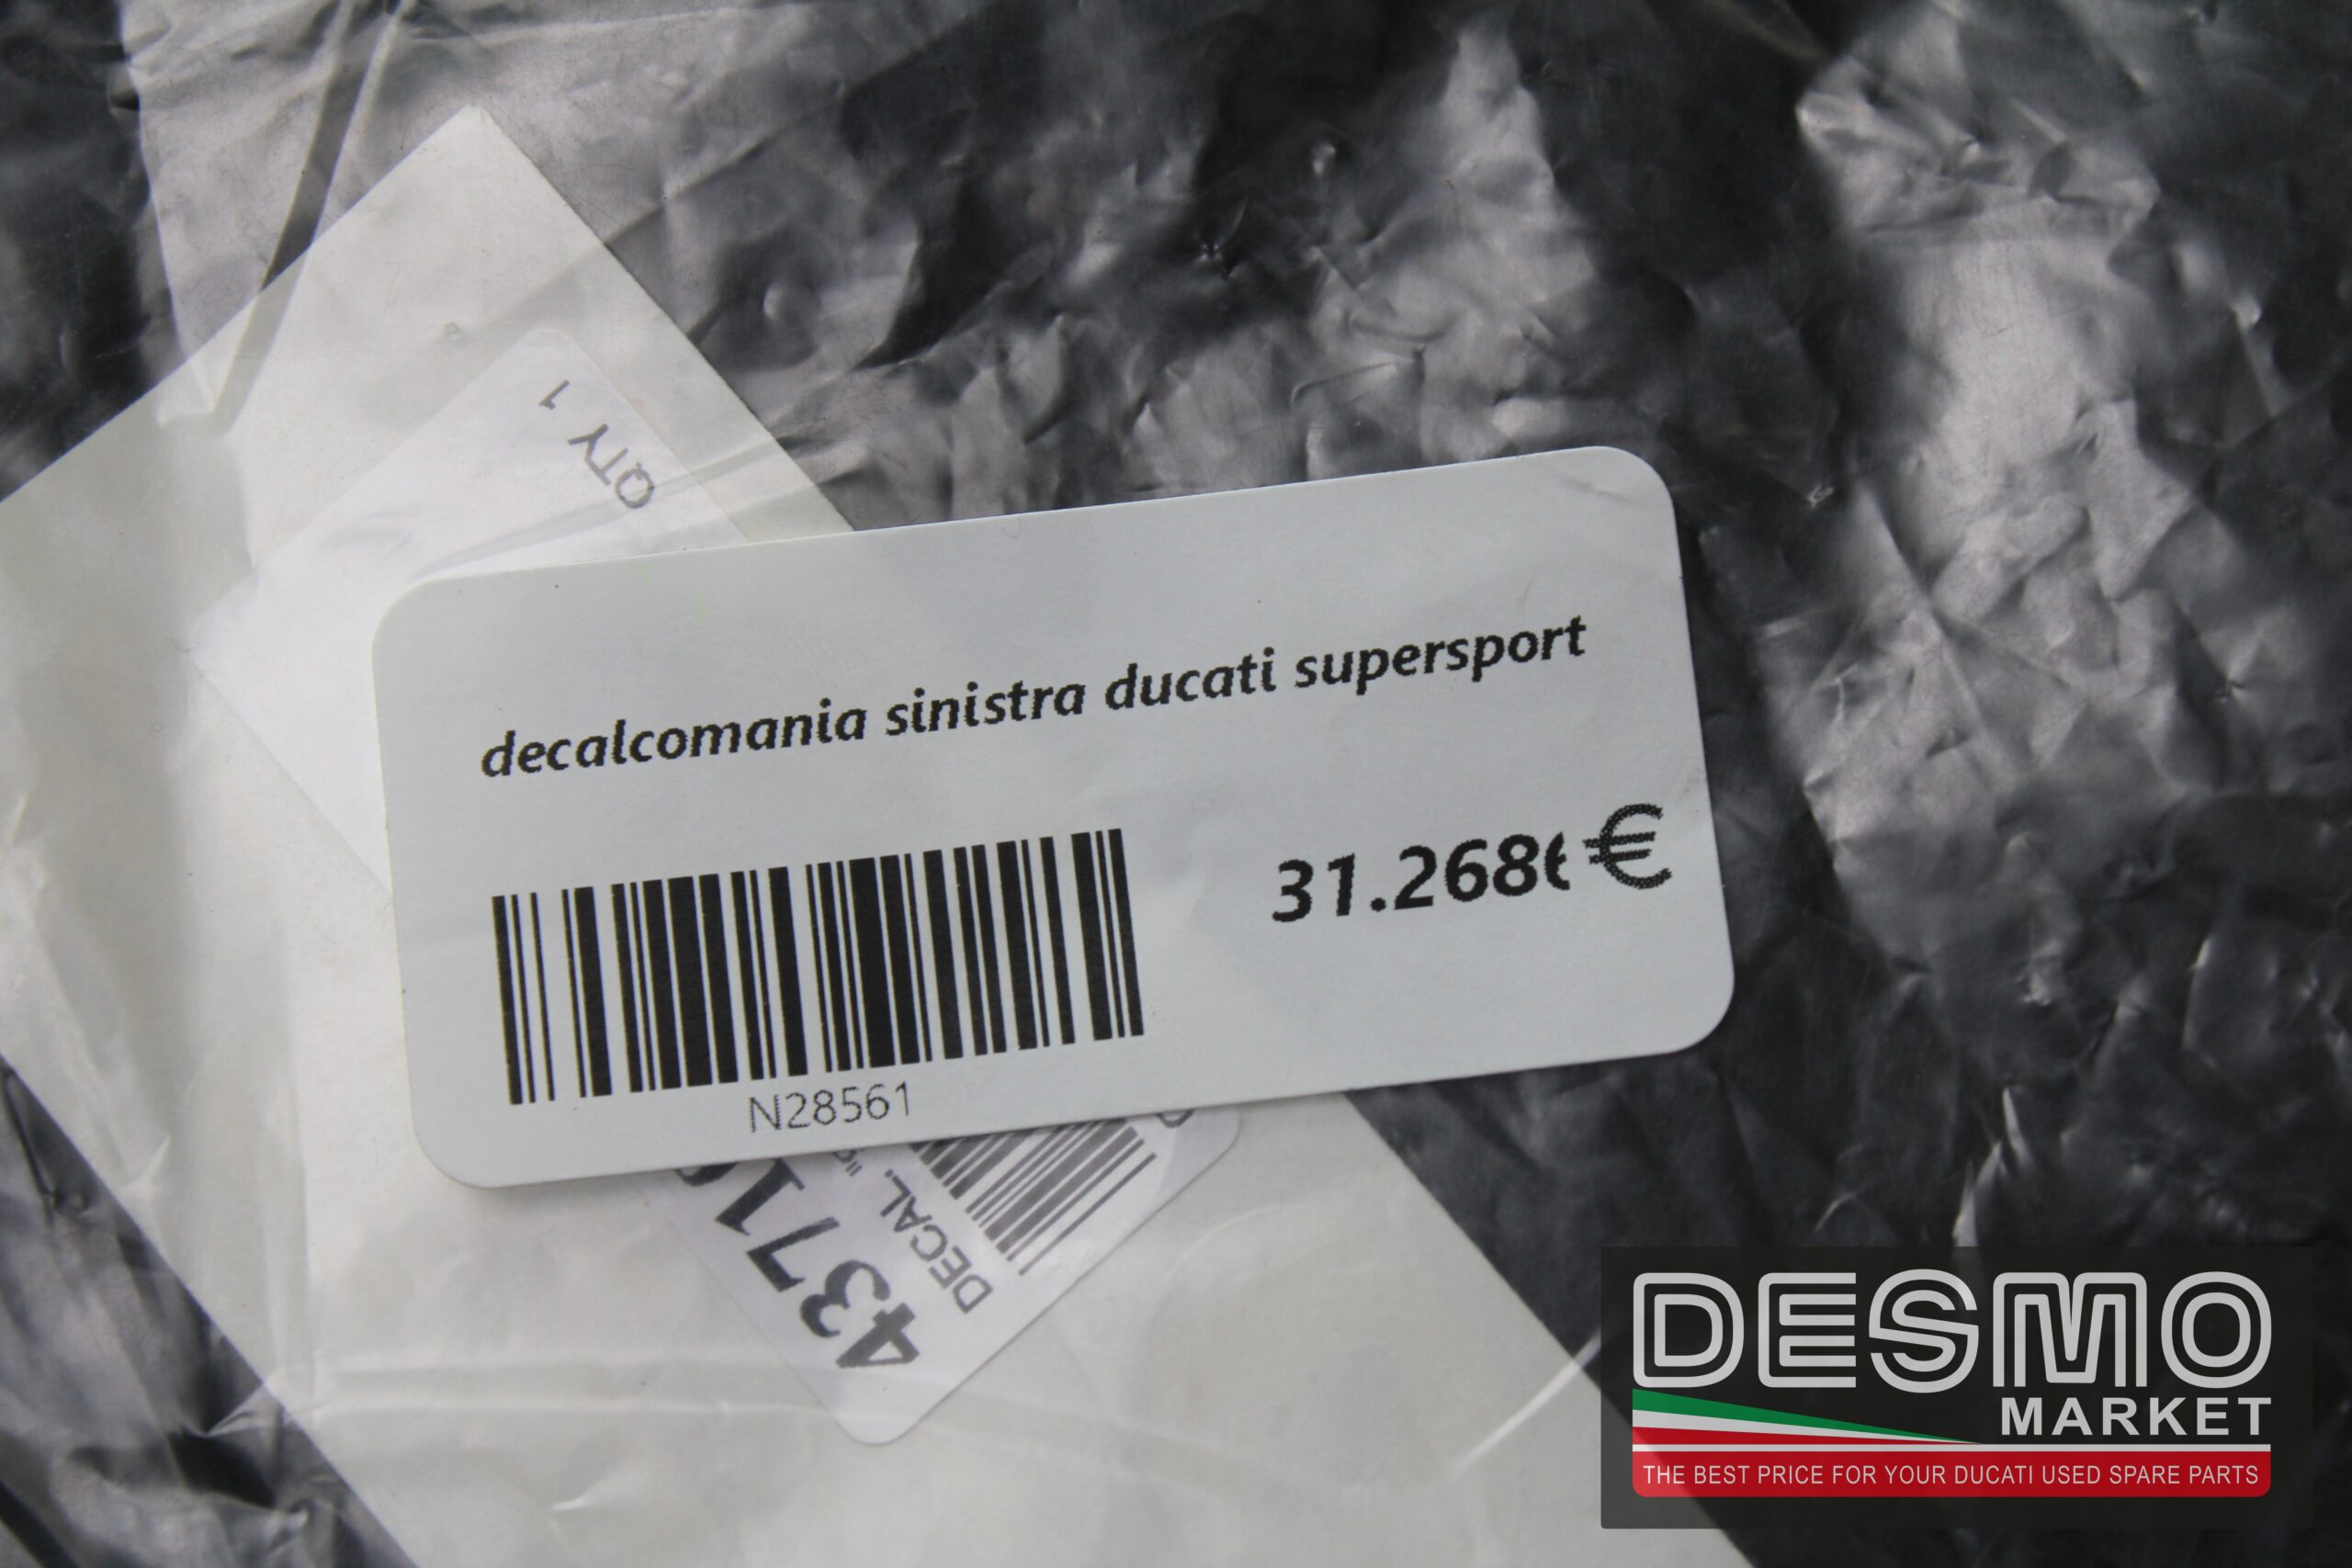 QTY 1
decalcomania sinistra ducati supersport
31.268 €
N28561
4371
DECAL.
DESMO
MARKET
THE BEST PRICE FOR YOUR DUCATI USED SPARE PARTS